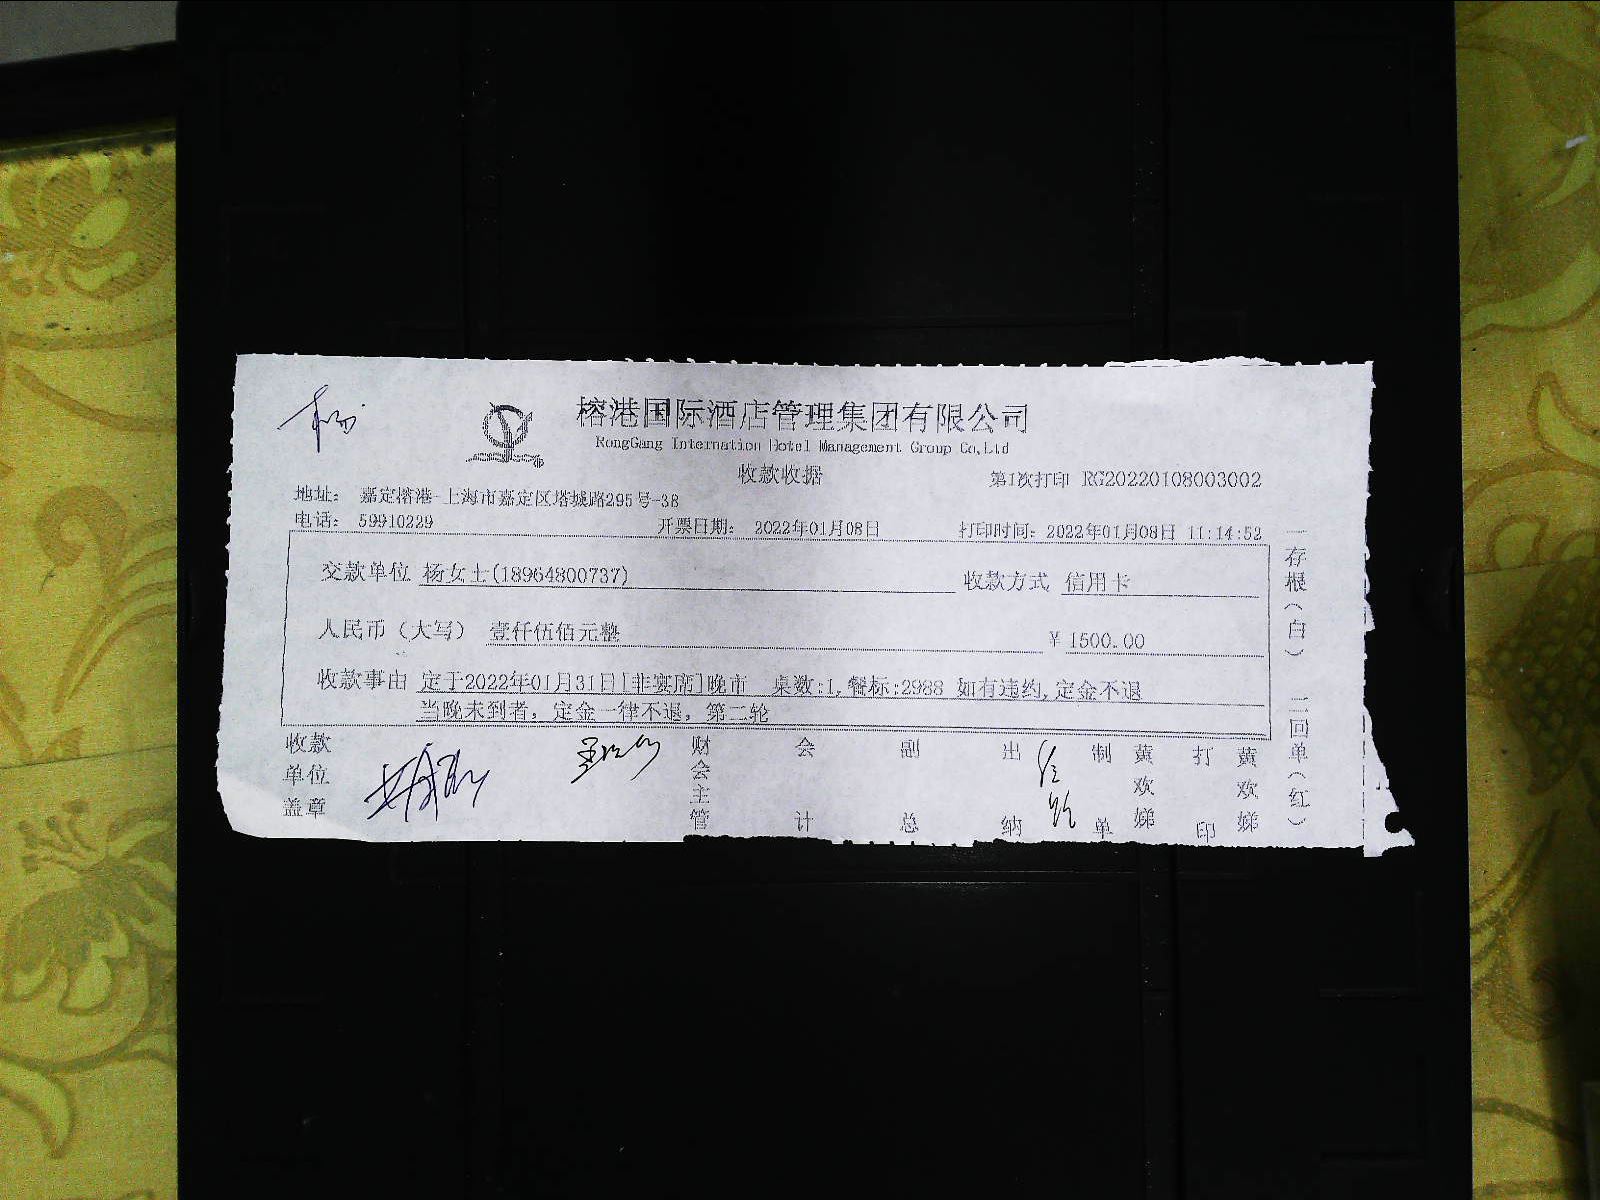 榕港国际酒店管理集团有限公司
RongGang Internation Hotel Management Group Co,Ltd
收款收据
第1次打印 RG20220108003002
地址： 嘉定榕港-上海市嘉定区塔城路295号-38
电话： 59910229
开票日期： 2022年01月08日
打印时间：2022年01月08日 11:14:52
交款单位 杨女士(18964800737)
收款方式 信用卡
人民币（大写） 壹仟伍佰元整
￥1500.00
收款事由 定于2022年01月31日[非宴席]晚市 桌数:1,餐标:2988 如有违约,定金不退
当晚未到者，定金一律不退，第二轮
收款单位盖章
财会主管
会计
副总
出纳
制单 黄欢娣
打印 黄欢娣
一存根（白） 二回单（红）